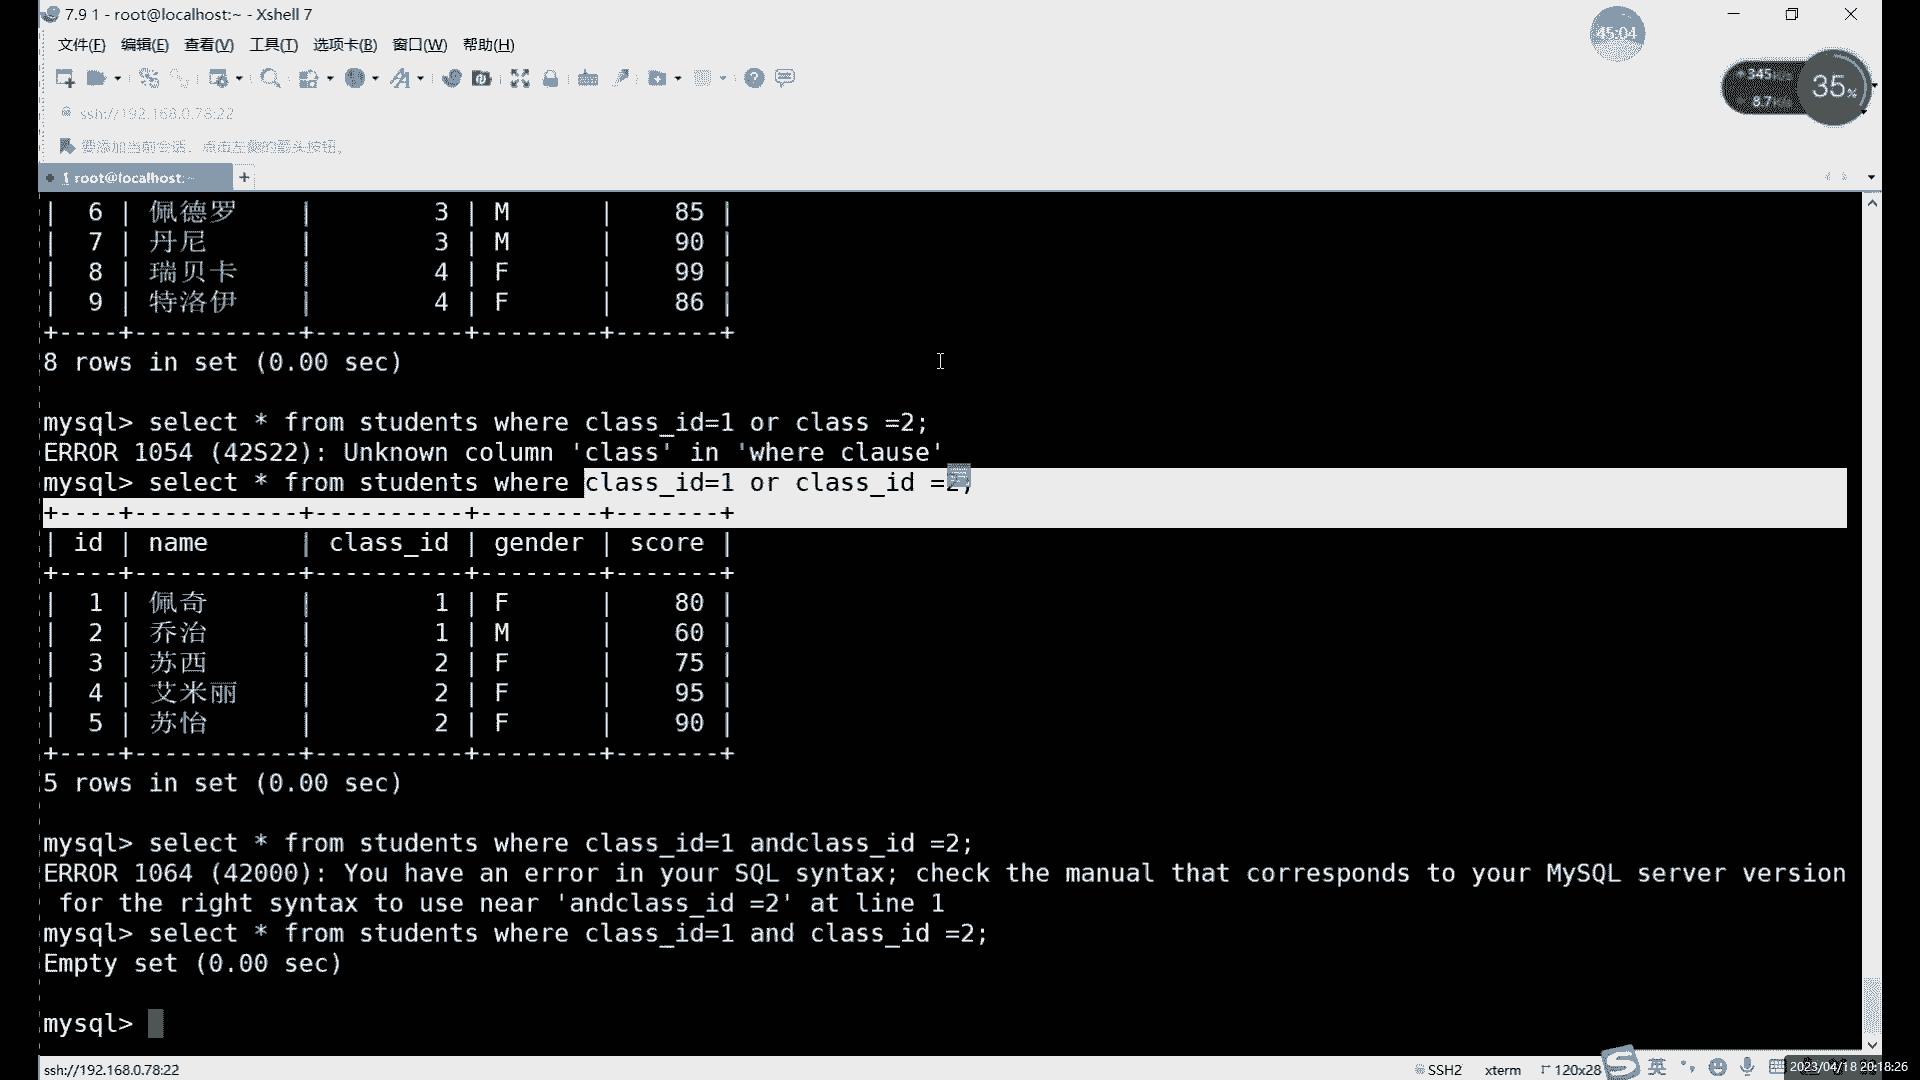 7.9 1 - root@localhost:~ - Xshell 7
45:04
文件(F) 编辑(E) 查看(V) 工具(T) 选项卡(B) 窗口(W) 帮助(H)
345
8.7
35%
ssh://192.168.0.78:22
要添加当前会话，点击左侧的箭头按钮。
1 root@localhost:~ +
| 6 | 佩德罗 | 3 | M | 85 |
| 7 | 丹尼 | 3 | M | 90 |
| 8 | 瑞贝卡 | 4 | F | 99 |
| 9 | 特洛伊 | 4 | F | 86 |
+----+-----------+----------+--------+-------+
8 rows in set (0.00 sec)
mysql> select * from students where class_id=1 or class =2;
ERROR 1054 (42S22): Unknown column 'class' in 'where clause'
mysql> select * from students where class_id=1 or class_id =2;
+----+-----------+----------+--------+-------+
| id | name | class_id | gender | score |
+----+-----------+----------+--------+-------+
| 1 | 佩奇 | 1 | F | 80 |
| 2 | 乔治 | 1 | M | 60 |
| 3 | 苏西 | 2 | F | 75 |
| 4 | 艾米丽 | 2 | F | 95 |
| 5 | 苏怡 | 2 | F | 90 |
+----+-----------+----------+--------+-------+
5 rows in set (0.00 sec)
mysql> select * from students where class_id=1 andclass_id =2;
ERROR 1064 (42000): You have an error in your SQL syntax; check the manual that corresponds to your MySQL server version
for the right syntax to use near 'andclass_id =2' at line 1
mysql> select * from students where class_id=1 and class_id =2;
Empty set (0.00 sec)
mysql>
ssh://192.168.0.78:22 SSH2 xterm 120x28 英 2023/04/18 20:18:26